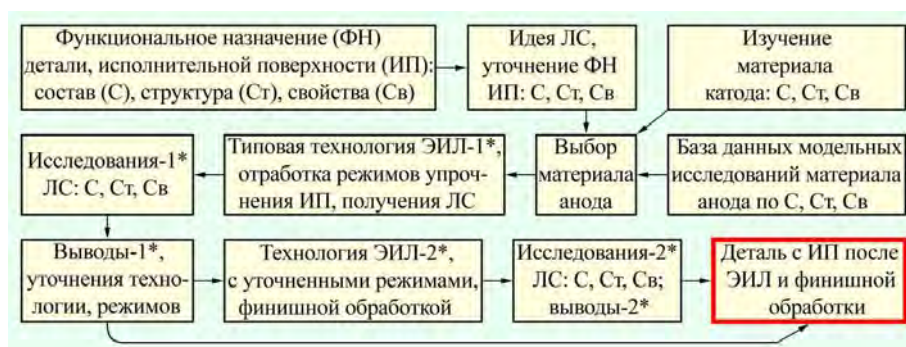 Функциональное назначение (ФН)
детали, исполнительной поверхности (ИП):
состав (С), структура (Ст), свойства (Св)
Идея ЛС,
уточнение ФН
ИП: С, Ст, Св
Изучение
материала
катода: С, Ст, Св
Исследования-1*
ЛС: С, Ст, Св
Типовая технология ЭИЛ-1*,
отработка режимов упроч-
нения ИП, получения ЛС
Выбор
материала
анода
База данных модельных
исследований материала
анода по С, Ст, Св
Выводы-1*,
уточнения техно-
логии, режимов
Технология ЭИЛ-2*,
с уточненными режимами,
финишной обработкой
Исследования-2*
ЛС: С, Ст, Св;
выводы-2*
Деталь с ИП после
ЭИЛ и финишной
обработки